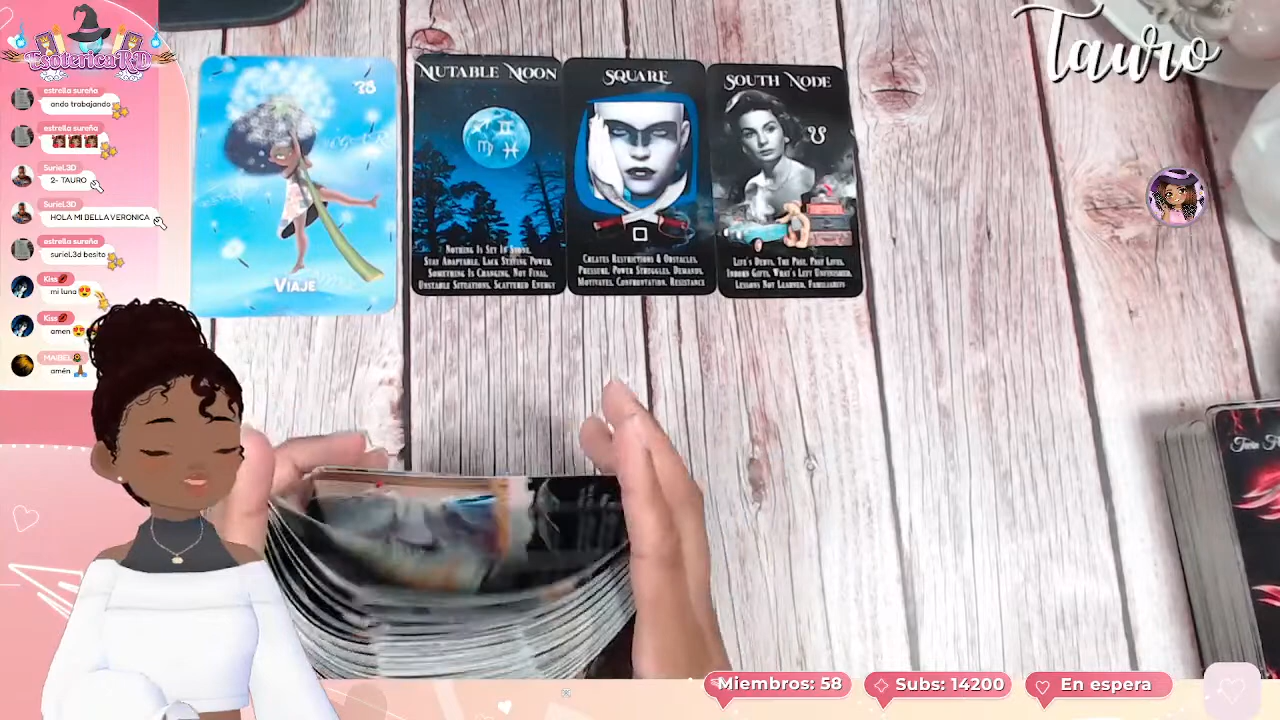 EsotericaRD
Tauro
estrella sureña
ando trabajando
estrella sureña
Suriel.3D
2- TAURO
Suriel.3D
HOLA MI BELLA VERONICA
estrella sureña
suriel.3d besito
Kiss
mi luna
Kiss
amen
MAIBEL
amén
38
VIAJE
MUTABLE MOON
NOTHING IS SET IN STONE,
STAY ADAPTABLE, LACK STAYING POWER,
SOMETHING IS CHANGING, NOT FINAL,
UNSTABLE SITUATIONS, SCATTERED ENERGY
SQUARE
CREATES RESTRICTIONS & OBSTACLES,
PRESSURE, POWER STRUGGLES, DEMANDS,
MOTIVATES, CONFRONTATION, RESISTANCE
SOUTH NODE
LIFE'S DEBTS, THE PAST, PAST LIVES,
INBORN GIFTS, WHAT'S LEFT UNFINISHED,
LESSONS NOT LEARNED, FAMILIARITY
Miembros: 58
Subs: 14200
En espera